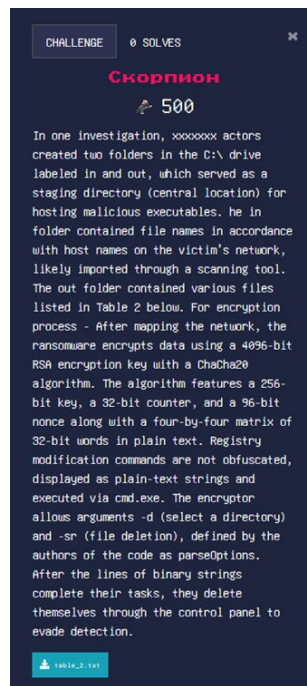 CHALLENGE 0 SOLVES ×
Скорпион
500
In one investigation, xxxxxxx actors
created two folders in the C:\ drive
labeled in and out, which served as a
staging directory (central location) for
hosting malicious executables. he in
folder contained file names in accordance
with host names on the victim's network,
likely imported through a scanning tool.
The out folder contained various files
listed in Table 2 below. For encryption
process - After mapping the network, the
ransomware encrypts data using a 4096-bit
RSA encryption key with a ChaCha20
algorithm. The algorithm features a 256-
bit key, a 32-bit counter, and a 96-bit
nonce along with a four-by-four matrix of
32-bit words in plain text. Registry
modification commands are not obfuscated,
displayed as plain-text strings and
executed via cmd.exe. The encryptor
allows arguments -d (select a directory)
and -sr (file deletion), defined by the
authors of the code as parseOptions.
After the lines of binary strings
complete their tasks, they delete
themselves through the control panel to
evade detection.
table_2.txt